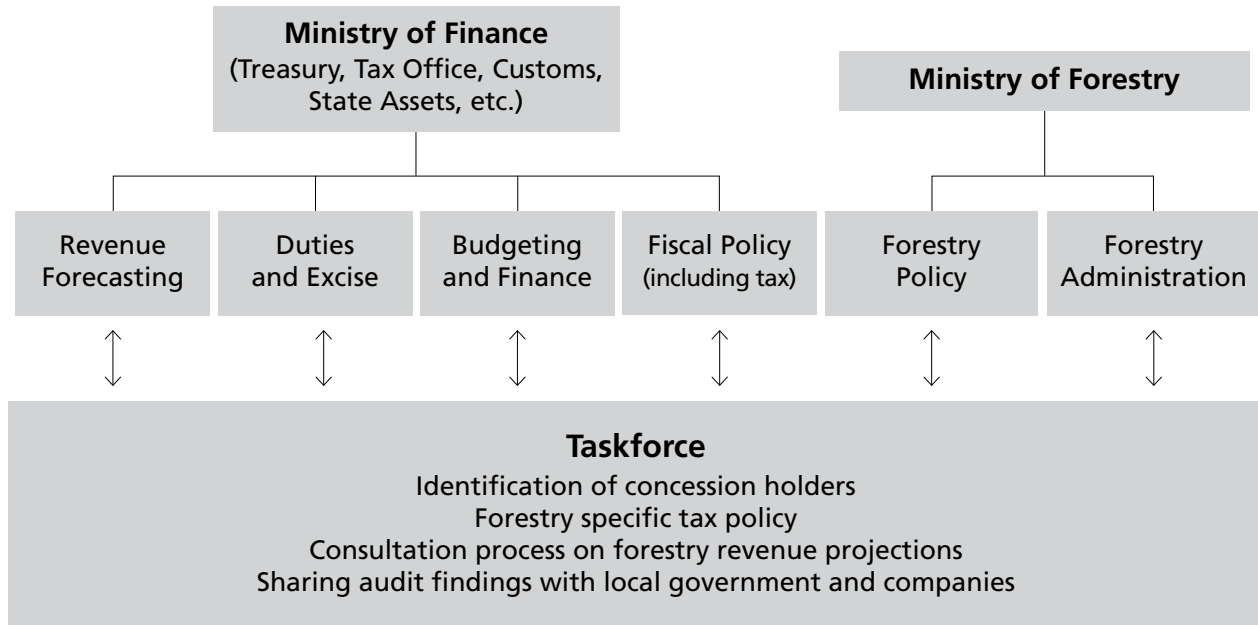 Ministry of Finance
(Treasury, Tax Office, Customs,
State Assets, etc.)
Ministry of Forestry
Revenue
Forecasting
Duties
and Excise
Budgeting
and Finance
Fiscal Policy
(including tax)
Forestry
Policy
Forestry
Administration
Taskforce
Identification of concession holders
Forestry specific tax policy
Consultation process on forestry revenue projections
Sharing audit findings with local government and companies